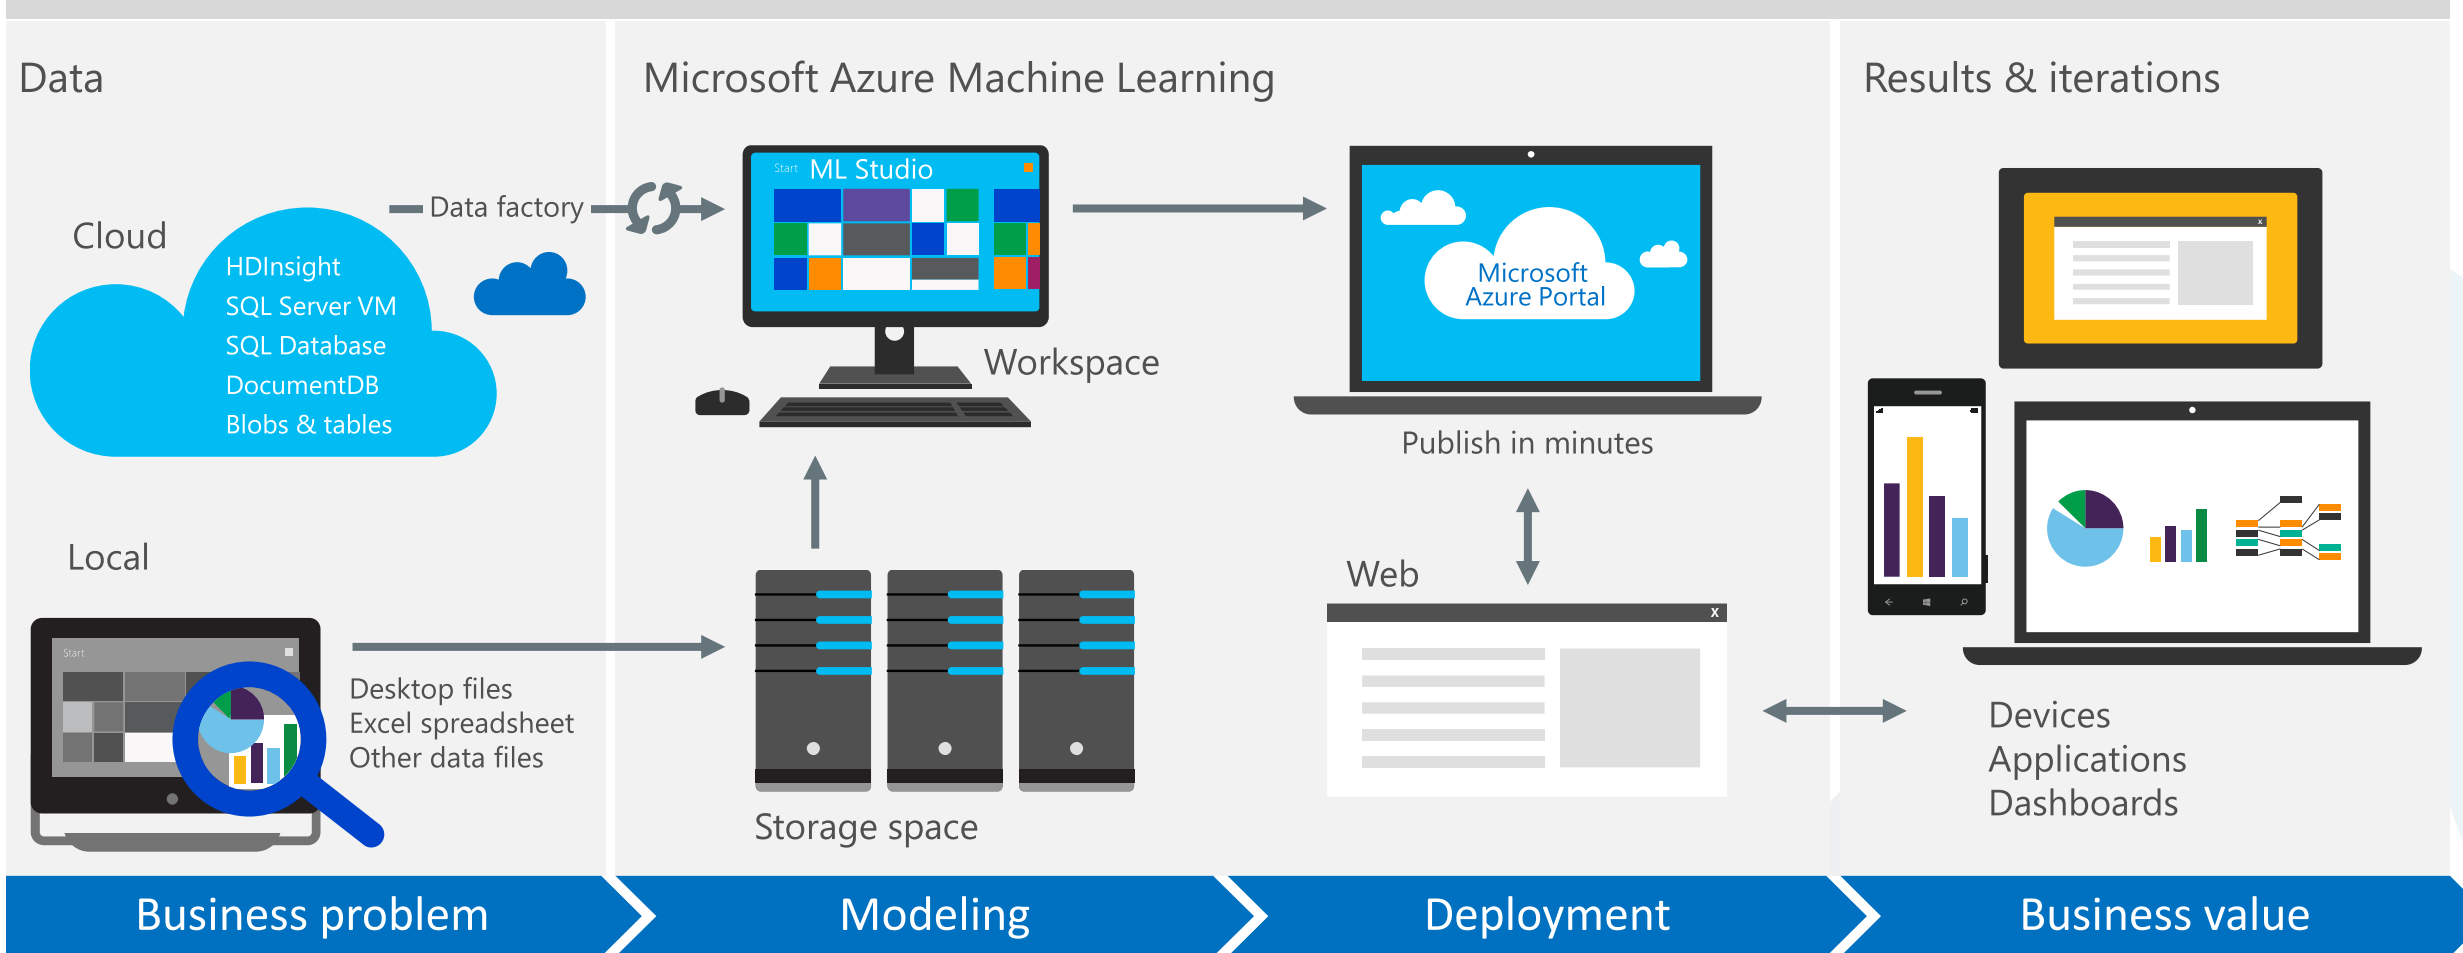 Data
Cloud
HDInsight
SQL Server VM
SQL Database
DocumentDB
Blobs & tables
Data factory
Local
Start
Desktop files
Excel spreadsheet
Other data files
Microsoft Azure Machine Learning
Start ML Studio
Workspace
Storage space
Microsoft
Azure Portal
Publish in minutes
Web
X
Results & iterations
X
Devices
Applications
Dashboards
Business problem
Modeling
Deployment
Business value